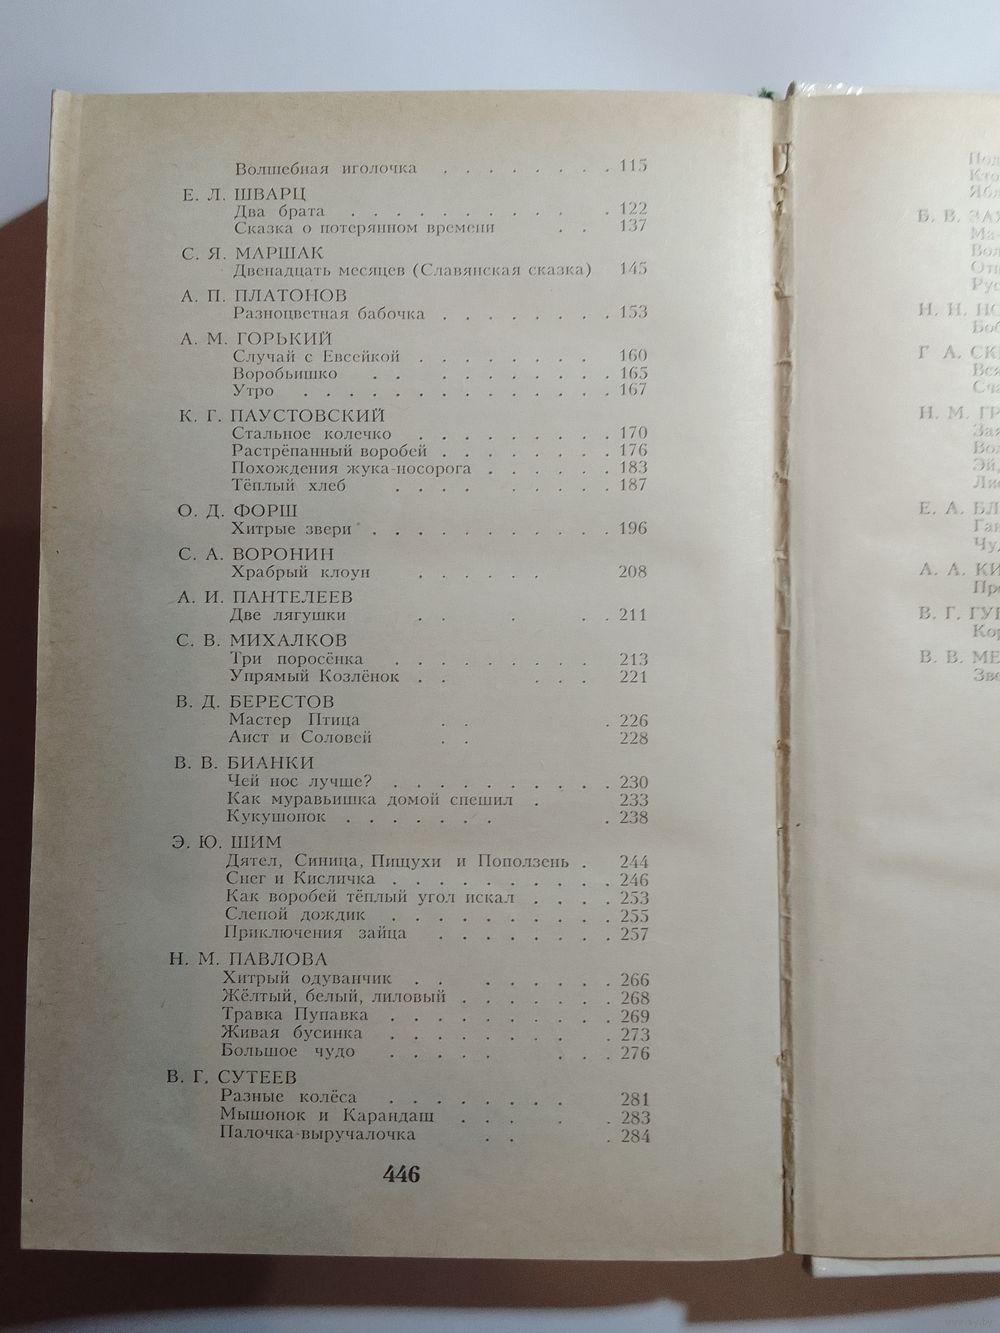 Волшебная иголочка . . . . . . . . 115
Е. Л. ШВАРЦ
Два брата . . . . . . . . . . . 122
Сказка о потерянном времени . . 137
С. Я. МАРШАК
Двенадцать месяцев (Славянская сказка) 145
А. П. ПЛАТОНОВ
Разноцветная бабочка . . . . . . . . 153
А. М. ГОРЬКИЙ
Случай с Евсейкой . . . . . . . . . 160
Воробьишко . . . . . . . . . . 165
Утро . . . . . . . . . . . . . . 167
К. Г. ПАУСТОВСКИЙ
Стальное колечко . . . . . . . . . 170
Растрёпанный воробей . . . . . . . . 176
Похождения жука-носорога . . . . . . 183
Тёплый хлеб . . . . . . . . . 187
О. Д. ФОРШ
Хитрые звери . . . . . . . . . . . 196
С. А. ВОРОНИН
Храбрый клоун . . . . . . 208
А. И. ПАНТЕЛЕЕВ
Две лягушки . . . . . 211
С. В. МИХАЛКОВ
Три поросёнка . . . . . . . . . 213
Упрямый Козлёнок . . . . . 221
В. Д. БЕРЕСТОВ
Мастер Птица . . . 226
Аист и Соловей . . 228
В. В. БИАНКИ
Чей нос лучше? . . . . . . . . . . 230
Как муравьишка домой спешил . 233
Кукушонок . . . . . . . . 238
Э. Ю. ШИМ
Дятел, Синица, Пищухи и Поползень . 244
Снег и Кисличка . . . . . . . . . . 246
Как воробей тёплый угол искал . . . . 253
Слепой дождик . . . . . . . . . . 255
Приключения зайца . . . . . . . . 257
Н. М. ПАВЛОВА
Хитрый одуванчик . . . . . . . . 266
Жёлтый, белый, лиловый . . . . . . . 268
Травка Пупавка . . . . . . . . . . 269
Живая бусинка . . . . . . . . . 273
Большое чудо . . . . . . . . 276
В. Г. СУТЕЕВ
Разные колёса . . . . . . . . 281
Мышонок и Карандаш . . . . . 283
Палочка-выручалочка . . . 284
446
Б. В.
Н. Н.
Г А.
Н. М.
Е. А.
А. А.
В. Г.
В. В.